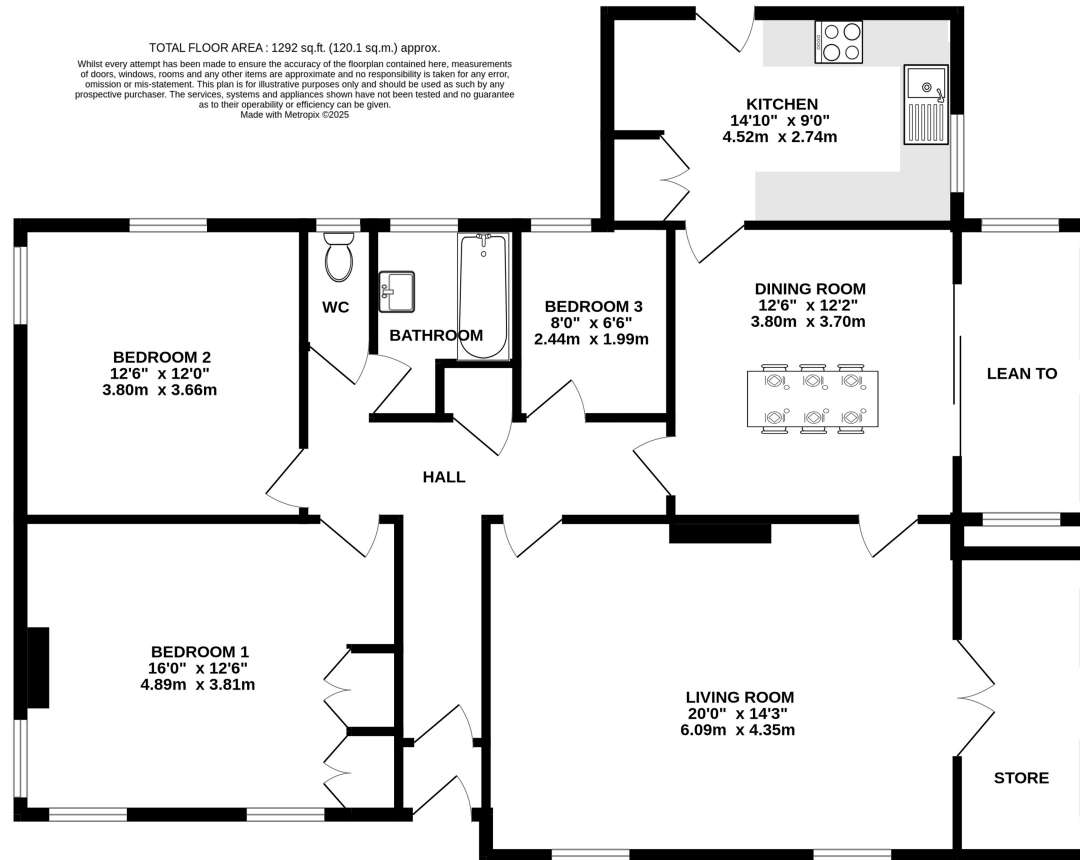 TOTAL FLOOR AREA : 1292 sq.ft. (120.1 sq.m.) approx.
Whilst every attempt has been made to ensure the accuracy of the floorplan contained here, measurements
of doors, windows, rooms and any other items are approximate and no responsibility is taken for any error,
omission or mis-statement. This plan is for illustrative purposes only and should be used as such by any
prospective purchaser. The services, systems and appliances shown have not been tested and no guarantee
as to their operability or efficiency can be given.
Made with Metropix ©2025
KITCHEN
14'10" x 9'0"
4.52m x 2.74m
DINING ROOM
12'6" x 12'2"
3.80m x 3.70m
WC
BATHROOM
BEDROOM 3
8'0" x 6'6"
2.44m x 1.99m
BEDROOM 2
12'6" x 12'0"
3.80m x 3.66m
LEAN TO
HALL
BEDROOM 1
16'0" x 12'6"
4.89m x 3.81m
LIVING ROOM
20'0" x 14'3"
6.09m x 4.35m
STORE